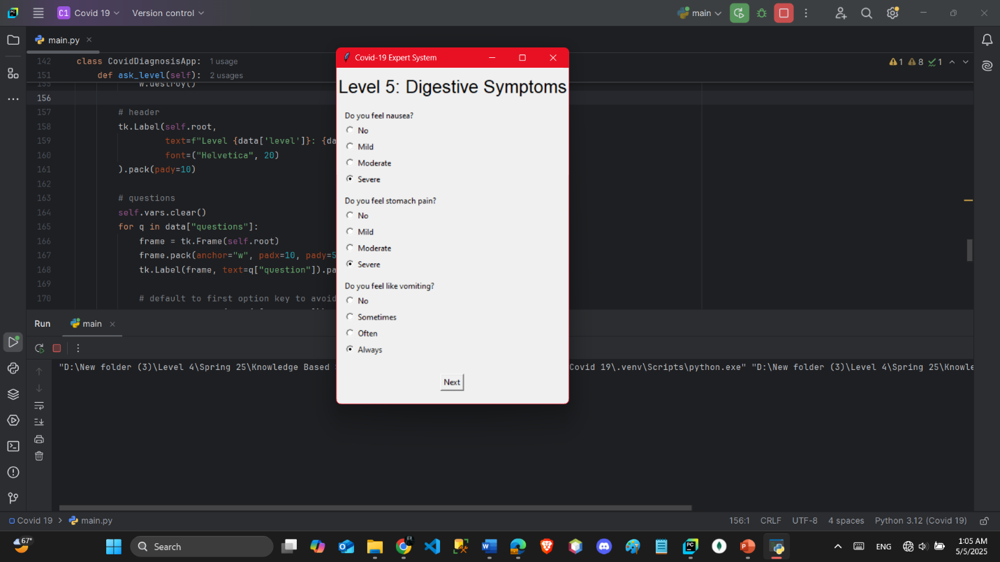 C1 Covid 19 Version control main
main.py
142 class CovidDiagnosisApp: 1 usage
1 8 1
151 def ask_level(self): 2 usages
155 w.destroy()
156
157 # header
158 tk.Label(self.root,
159 text=f"Level {data['level']}: {da
160 font=("Helvetica", 20)
161 ).pack(pady=10)
162
163 # questions
164 self.vars.clear()
165 for q in data["questions"]:
166 frame = tk.Frame(self.root)
167 frame.pack(anchor="w", padx=10, pady=5
168 tk.Label(frame, text=q["question"]).pa
169
170 # default to first option key to avoid
Covid-19 Expert System
Level 5: Digestive Symptoms
Do you feel nausea?
No
Mild
Moderate
Severe
Do you feel stomach pain?
No
Mild
Moderate
Severe
Do you feel like vomiting?
No
Sometimes
Often
Always
Next
Run main
"D:\New folder (3)\Level 4\Spring 25\Knowledge Based Covid 19\.venv\Scripts\python.exe" "D:\New folder (3)\Level 4\Spring 25\Knowle
Covid 19 > main.py
156:1 CRLF UTF-8 4 spaces Python 3.12 (Covid 19)
67°
Search
ENG
1:05 AM
5/5/2025